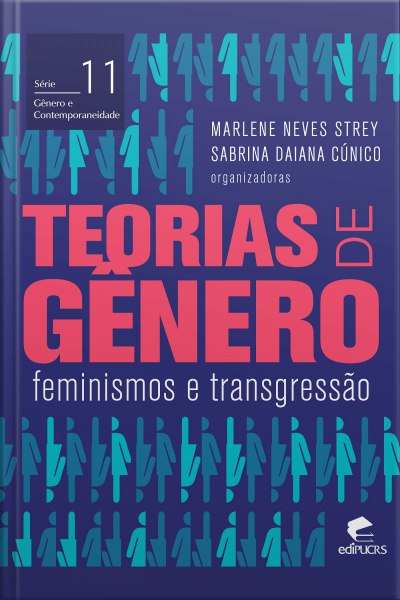 Série 11
Gênero e
Contemporaneidade
MARLENE NEVES STREY
SABRINA DAIANA CÚNICO
organizadoras
TEORIAS DE
GÊNERO
feminismos e transgressão
ediPUCRS